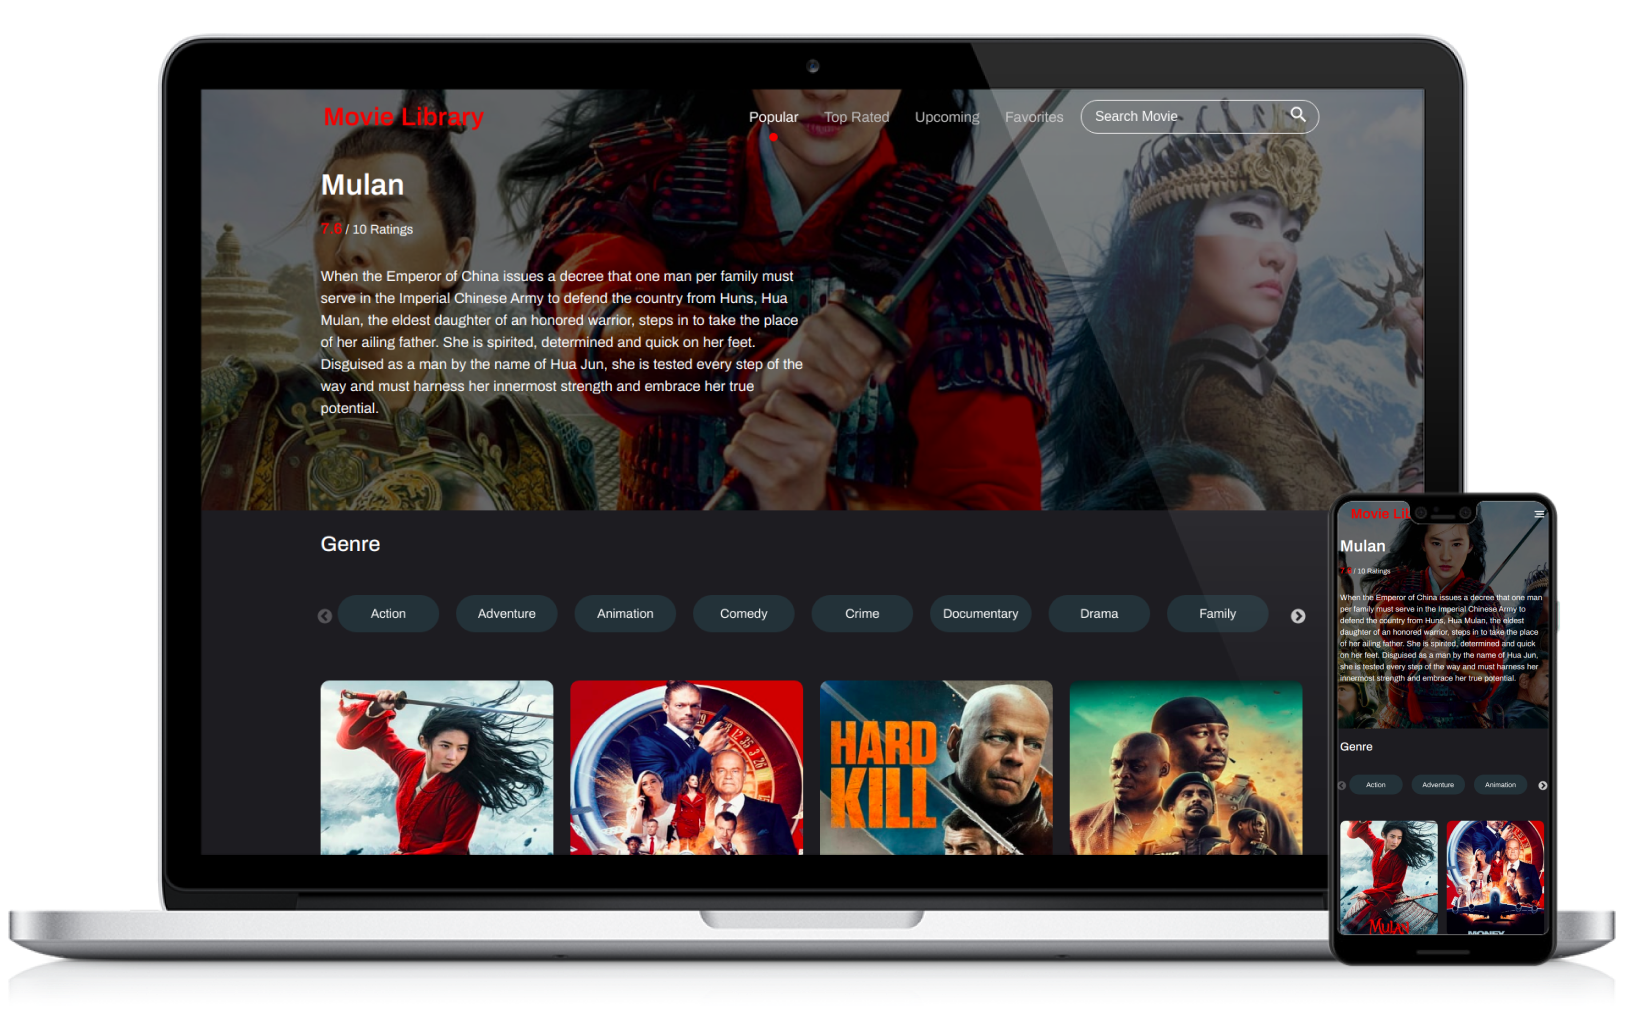 Movie Library
Popular
Top Rated
Upcoming
Favorites
Search Movie
Mulan
7.6 / 10 Ratings
When the Emperor of China issues a decree that one man per family must
serve in the Imperial Chinese Army to defend the country from Huns, Hua
Mulan, the eldest daughter of an honored warrior, steps in to take the place
of her ailing father. She is spirited, determined and quick on her feet.
Disguised as a man by the name of Hua Jun, she is tested every step of the
way and must harness her innermost strength and embrace her true
potential.
Genre
Action
Adventure
Animation
Comedy
Crime
Documentary
Drama
Family
HARD
KILL
Movie Lib
Mulan
/ 10 Ratings
When the Emperor of China issues a decree that one man
per family must serve in the Imperial Chinese Army to
defend the country from Huns, Hua Mulan, the eldest
daughter of an honored warrior, steps in to take the place
of her ailing father. She is spirited, determined and quick
on her feet. Disguised as a man by the name of Hua Jun,
she is tested every step of the way and must harness her
innermost strength and embrace her true potential.
Genre
Action
Adventure
Animation
MULAN
MONEY